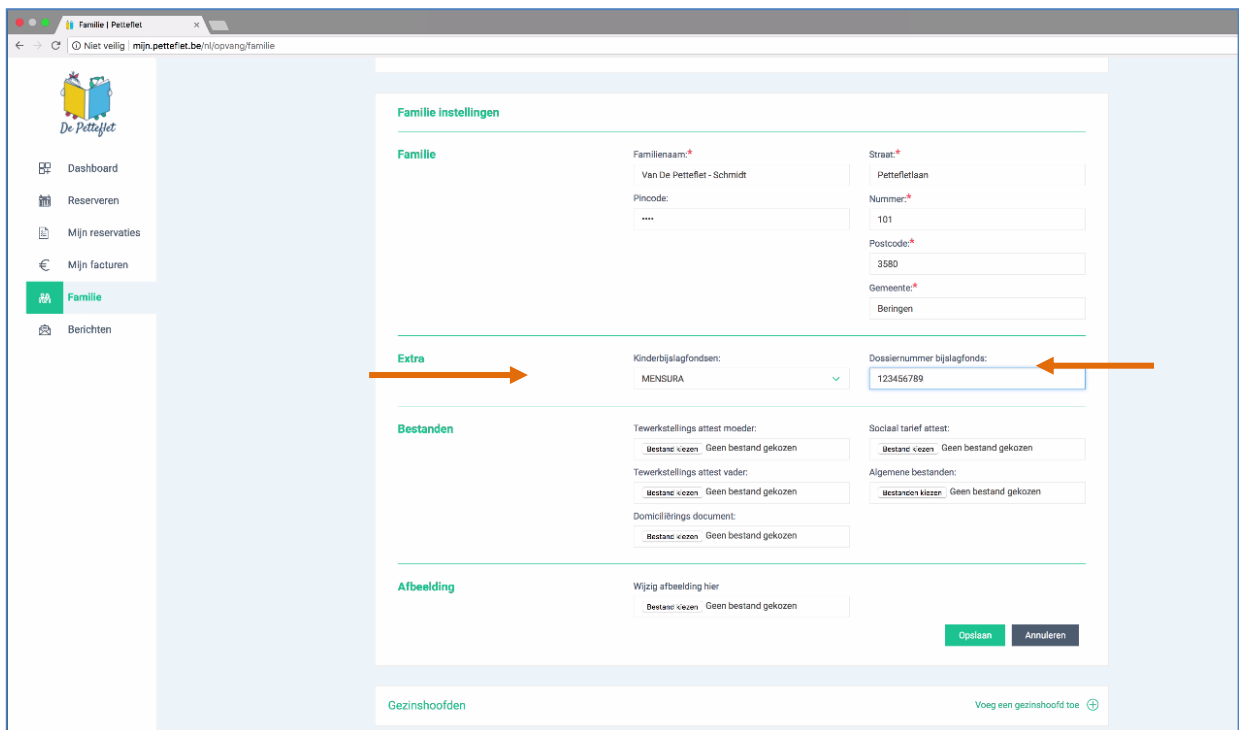 Familie | Petteflet
Niet veilig | mijn.petteflet.be/nl/opvang/familie
De Petteflet
Dashboard
Reserveren
Mijn reservaties
Mijn facturen
Familie
Berichten
Familie instellingen
Familie
Familienaam:*
Van De Petteflet - Schmidt
Pincode:
····
Straat:*
Pettefletlaan
Nummer:*
101
Postcode:*
3580
Gemeente:*
Beringen
Extra
Kinderbijslagfondsen:
MENSURA
Dossiernummer bijslagfonds:
123456789
Bestanden
Tewerkstellings attest moeder:
Bestand kiezen Geen bestand gekozen
Tewerkstellings attest vader:
Bestand kiezen Geen bestand gekozen
Domiciliërings document:
Bestand kiezen Geen bestand gekozen
Sociaal tarief attest:
Bestand kiezen Geen bestand gekozen
Algemene bestanden:
Bestanden kiezen Geen bestand gekozen
Afbeelding
Wijzig afbeelding hier
Bestand kiezen Geen bestand gekozen
Opslaan
Annuleren
Gezinshoofden
Voeg een gezinshoofd toe